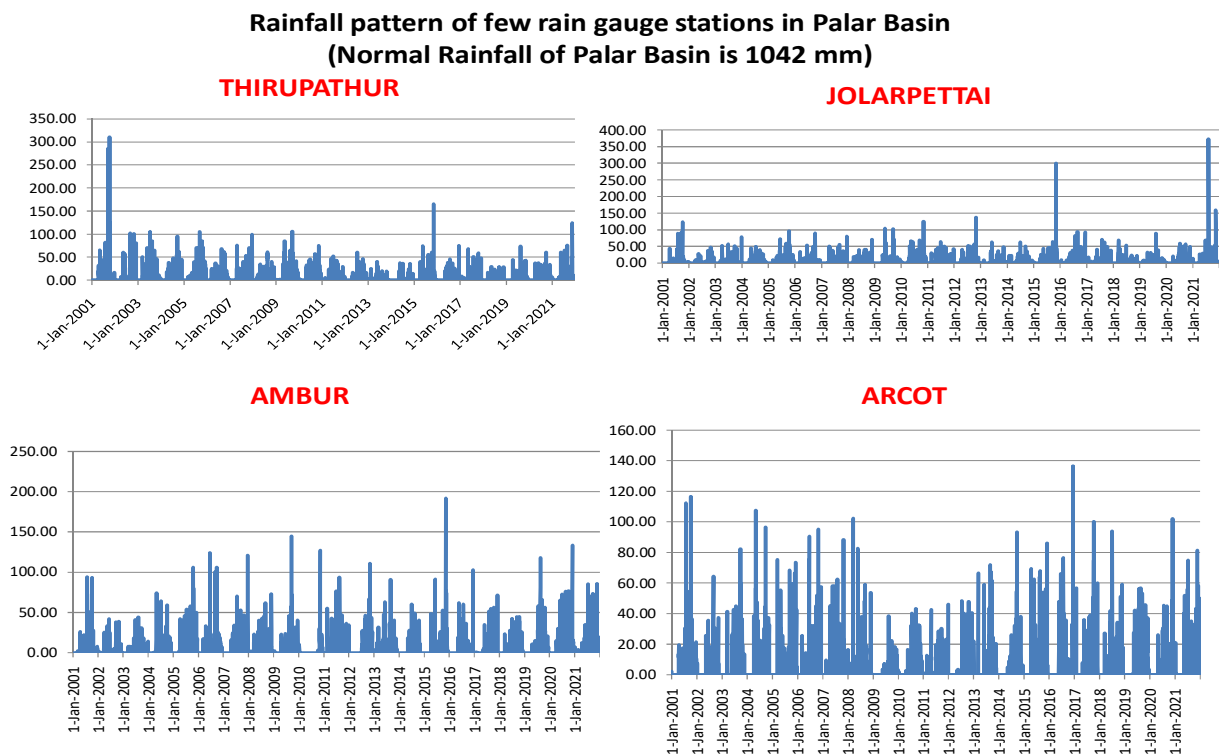 Rainfall pattern of few rain gauge stations in Palar Basin
(Normal Rainfall of Palar Basin is 1042 mm)
THIRUPATHUR
350.00
300.00
250.00
200.00
150.00
100.00
50.00
0.00
1-Jan-2001
1-Jan-2003
1-Jan-2005
1-Jan-2007
1-Jan-2009
1-Jan-2011
1-Jan-2013
1-Jan-2015
1-Jan-2017
1-Jan-2019
1-Jan-2021
JOLARPETTAI
400.00
350.00
300.00
250.00
200.00
150.00
100.00
50.00
0.00
1-Jan-2001
1-Jan-2002
1-Jan-2003
1-Jan-2004
1-Jan-2005
1-Jan-2006
1-Jan-2007
1-Jan-2008
1-Jan-2009
1-Jan-2010
1-Jan-2011
1-Jan-2012
1-Jan-2013
1-Jan-2014
1-Jan-2015
1-Jan-2016
1-Jan-2017
1-Jan-2018
1-Jan-2019
1-Jan-2020
1-Jan-2021
AMBUR
250.00
200.00
150.00
100.00
50.00
0.00
1-Jan-2001
1-Jan-2002
1-Jan-2003
1-Jan-2004
1-Jan-2005
1-Jan-2006
1-Jan-2007
1-Jan-2008
1-Jan-2009
1-Jan-2010
1-Jan-2011
1-Jan-2012
1-Jan-2013
1-Jan-2014
1-Jan-2015
1-Jan-2016
1-Jan-2017
1-Jan-2018
1-Jan-2019
1-Jan-2020
1-Jan-2021
ARCOT
160.00
140.00
120.00
100.00
80.00
60.00
40.00
20.00
0.00
1-Jan-2001
1-Jan-2002
1-Jan-2003
1-Jan-2004
1-Jan-2005
1-Jan-2006
1-Jan-2007
1-Jan-2008
1-Jan-2009
1-Jan-2010
1-Jan-2011
1-Jan-2012
1-Jan-2013
1-Jan-2014
1-Jan-2015
1-Jan-2016
1-Jan-2017
1-Jan-2018
1-Jan-2019
1-Jan-2020
1-Jan-2021